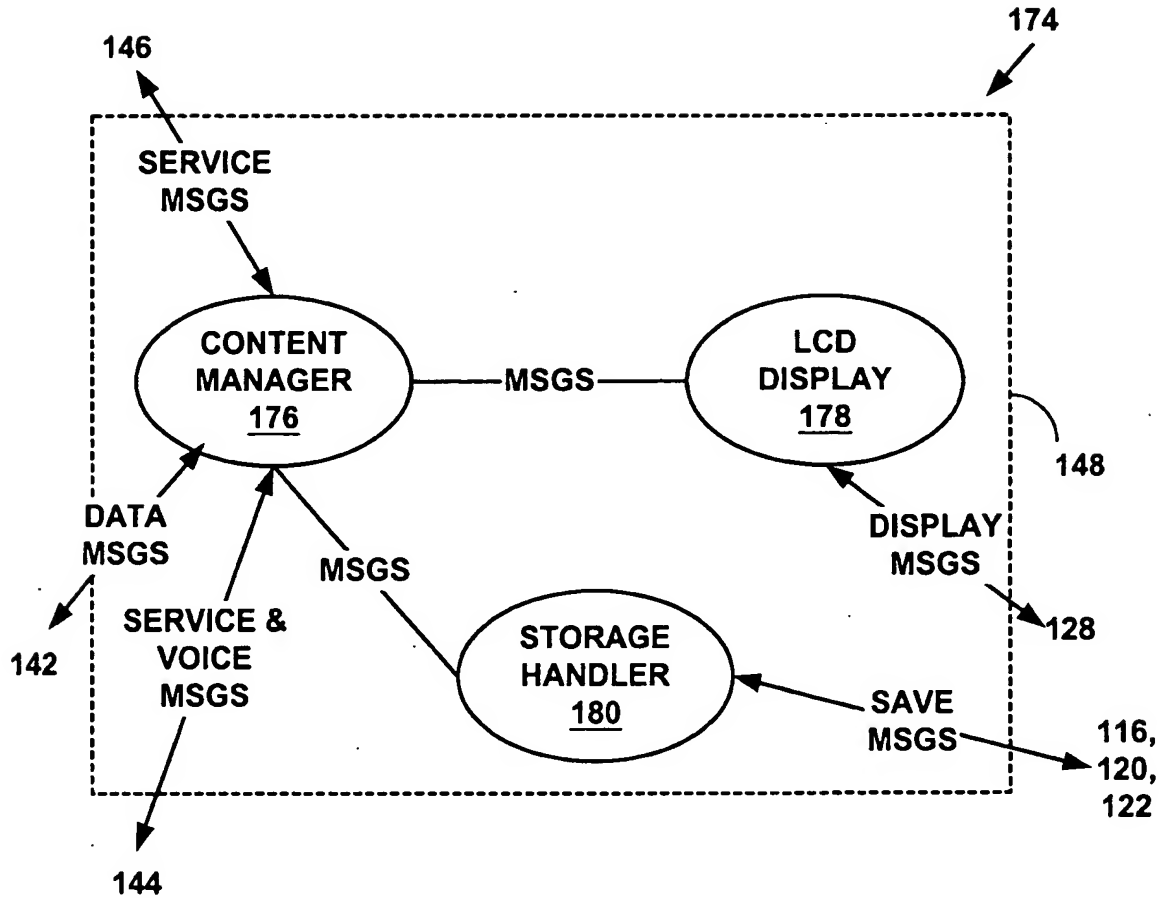 146
174
SERVICE
MSGS
CONTENT
MANAGER
176
MSGS
LCD
DISPLAY
178
148
DATA
MSGS
142
SERVICE &
VOICE
MSGS
144
MSGS
STORAGE
HANDLER
180
DISPLAY
MSGS
128
SAVE
MSGS
116,
120,
122